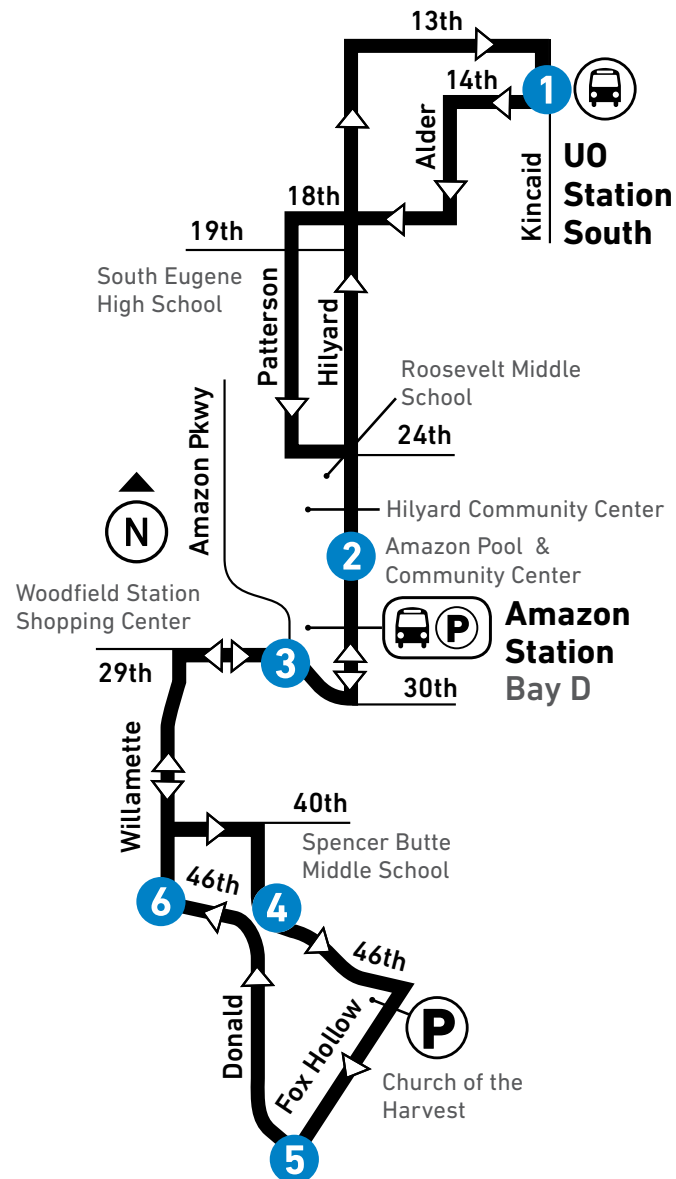 13th
14th
1
Alder
Kincaid
UO
Station
South
18th
19th
South Eugene
High School
Patterson
Hilyard
Roosevelt Middle
School
24th
Amazon Pkwy
N
Hilyard Community Center
2
Amazon Pool &
Community Center
Woodfield Station
Shopping Center
P
Amazon
Station
Bay D
3
29th
30th
Willamette
40th
Spencer Butte
Middle School
46th
6
4
46th
Donald
Fox Hollow
P
Church of the
Harvest
5